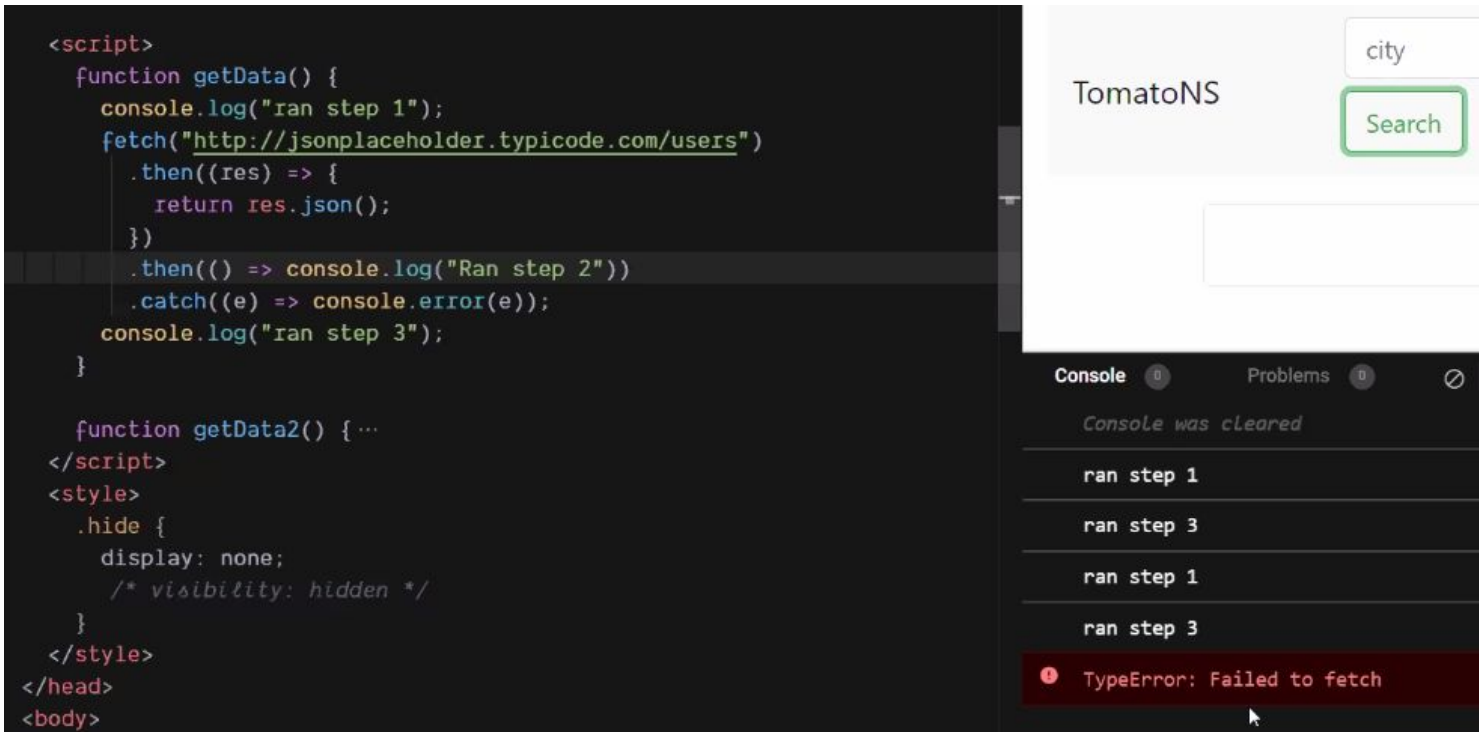 <script>
function getData() {
console.log("ran step 1");
fetch("http://jsonplaceholder.typicode.com/users")
.then((res) => {
return res.json();
})
.then(() => console.log("Ran step 2"))
.catch((e) => console.error(e));
console.log("ran step 3");
}
function getData2() { ...
</script>
<style>
.hide {
display: none;
/* visibility: hidden */
}
</style>
</head>
<body>
city
TomatoNS
Search
Console 0 Problems 0
Console was cleared
ran step 1
ran step 3
ran step 1
ran step 3
TypeError: Failed to fetch